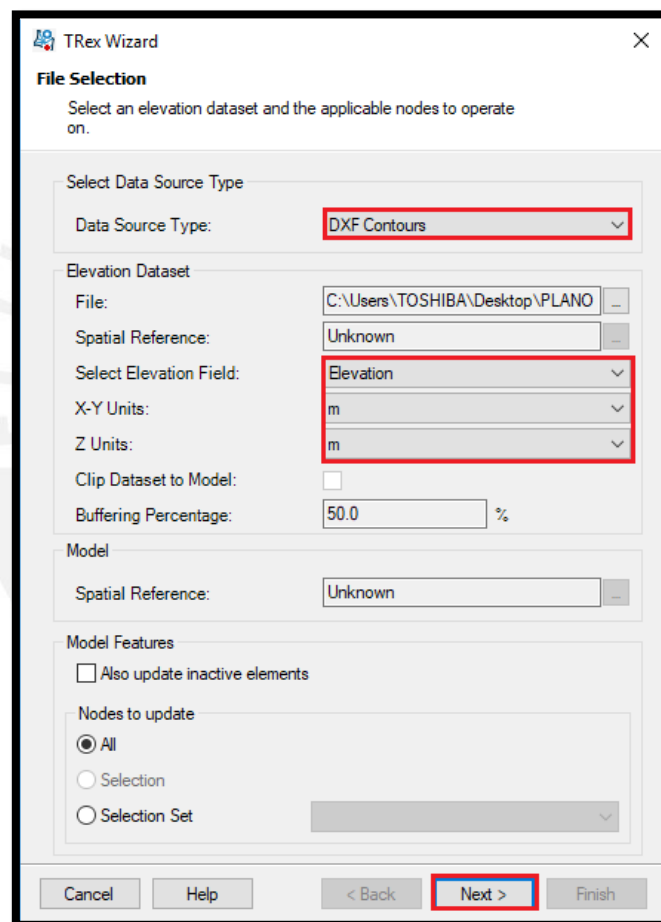 TRex Wizard
File Selection
Select an elevation dataset and the applicable nodes to operate
on.
Select Data Source Type
Data Source Type: DXF Contours
Elevation Dataset
File: C:\Users\TOSHIBA\Desktop\PLANO ...
Spatial Reference: Unknown ...
Select Elevation Field: Elevation
X-Y Units: m
Z Units: m
Clip Dataset to Model:
Buffering Percentage: 50.0 %
Model
Spatial Reference: Unknown ...
Model Features
Also update inactive elements
Nodes to update
All
Selection
Selection Set
Cancel Help < Back Next > Finish